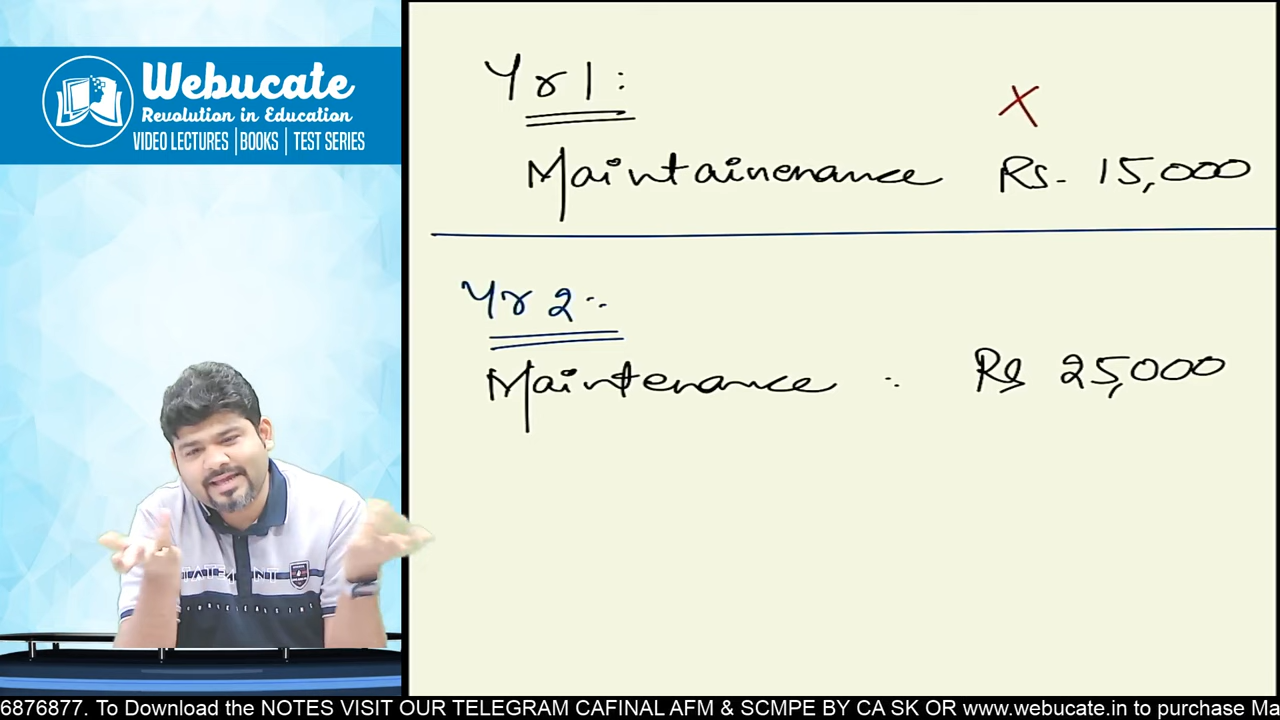 Webucate
Revolution in Education
VIDEO LECTURES | BOOKS | TEST SERIES
Yr 1 :
X
Maintainenance Rs. 15,000
Yr 2 :-
Maintenance : Rs 25,000
TATEMENT
6876877. To Download the NOTES VISIT OUR TELEGRAM CAFINAL AFM & SCMPE BY CA SK OR www.webucate.in to purchase Ma